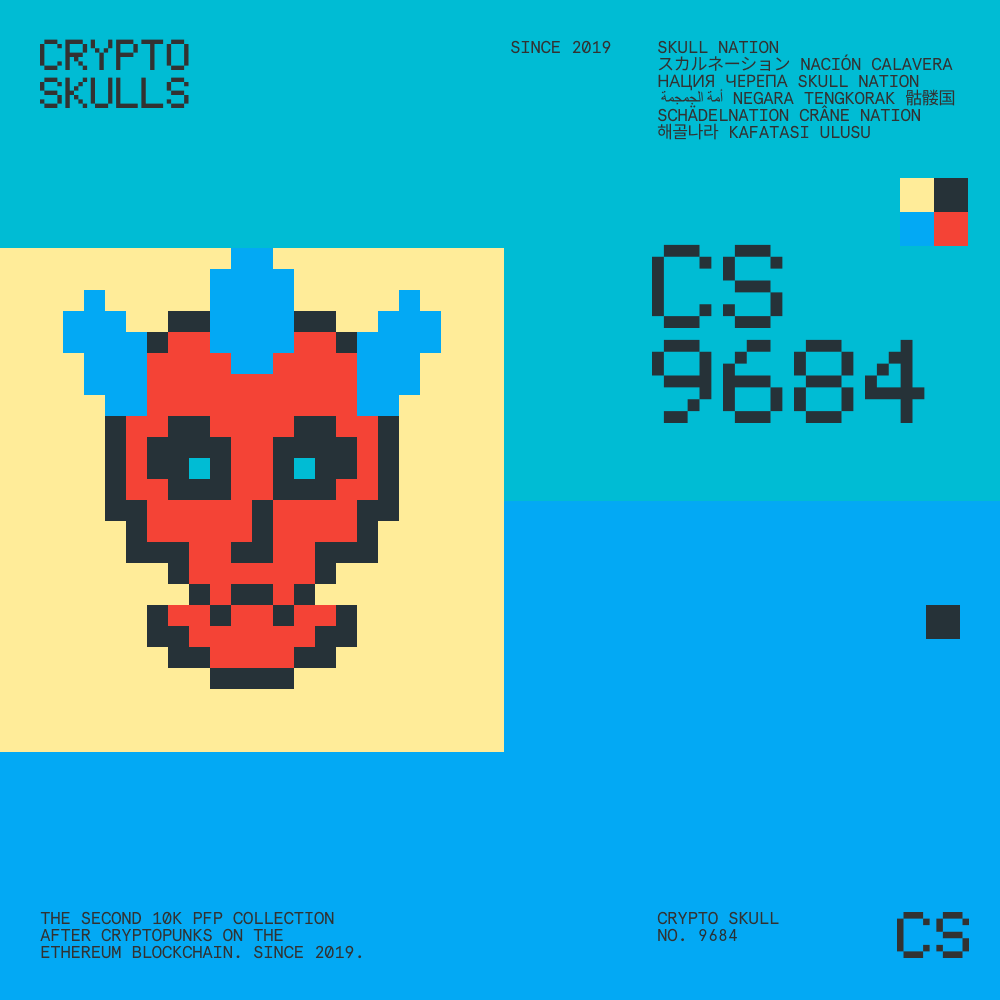 CRYPTO
SKULLS
SINCE 2019
SKULL NATION
スカルネーション NACIÓN CALAVERA
НАЦИЯ ЧЕРЕПА SKULL NATION
أمة الجمجمة NEGARA TENGKORAK 骷髅国
SCHÄDELNATION CRÂNE NATION
해골나라 KAFATASI ULUSU
CS
9684
THE SECOND 10K PFP COLLECTION
AFTER CRYPTOPUNKS ON THE
ETHEREUM BLOCKCHAIN. SINCE 2019.
CRYPTO SKULL
NO. 9684
CS